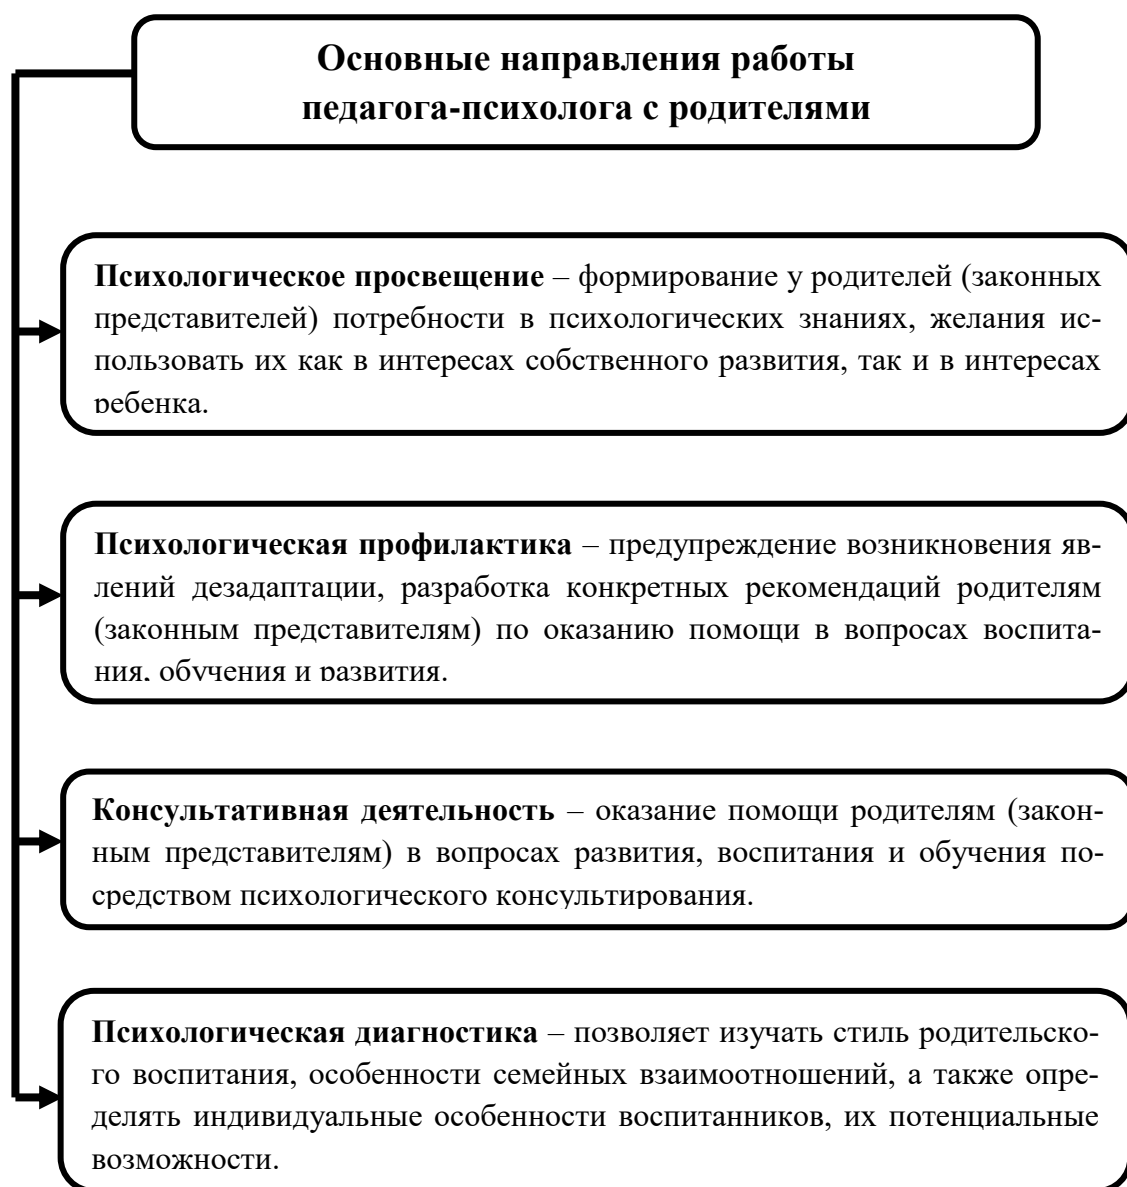 Основные направления работы
педагога-психолога с родителями
Психологическое просвещение – формирование у родителей (законных
представителей) потребности в психологических знаниях, желания ис-
пользовать их как в интересах собственного развития, так и в интересах
ребенка.
Психологическая профилактика – предупреждение возникновения яв-
лений дезадаптации, разработка конкретных рекомендаций родителям
(законным представителям) по оказанию помощи в вопросах воспита-
ния, обучения и развития.
Консультативная деятельность – оказание помощи родителям (закон-
ным представителям) в вопросах развития, воспитания и обучения по-
средством психологического консультирования.
Психологическая диагностика – позволяет изучать стиль родительско-
го воспитания, особенности семейных взаимоотношений, а также опре-
делять индивидуальные особенности воспитанников, их потенциальные
возможности.